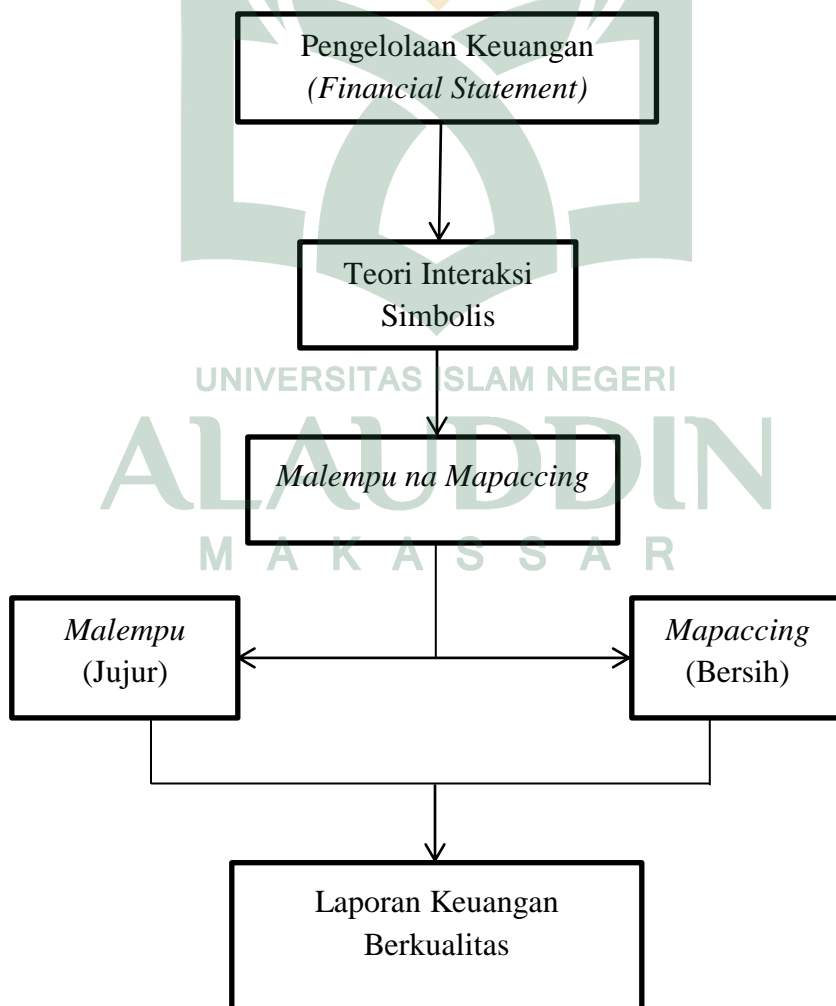 Pengelolaan Keuangan
(Financial Statement)
Teori Interaksi
Simbolis
UNIVERSITAS ISLAM NEGERI
Malempu na Mapaccing
ALAUDDIN
MAKASSAR
Malempu
(Jujur)
Mapaccing
(Bersih)
Laporan Keuangan
Berkualitas